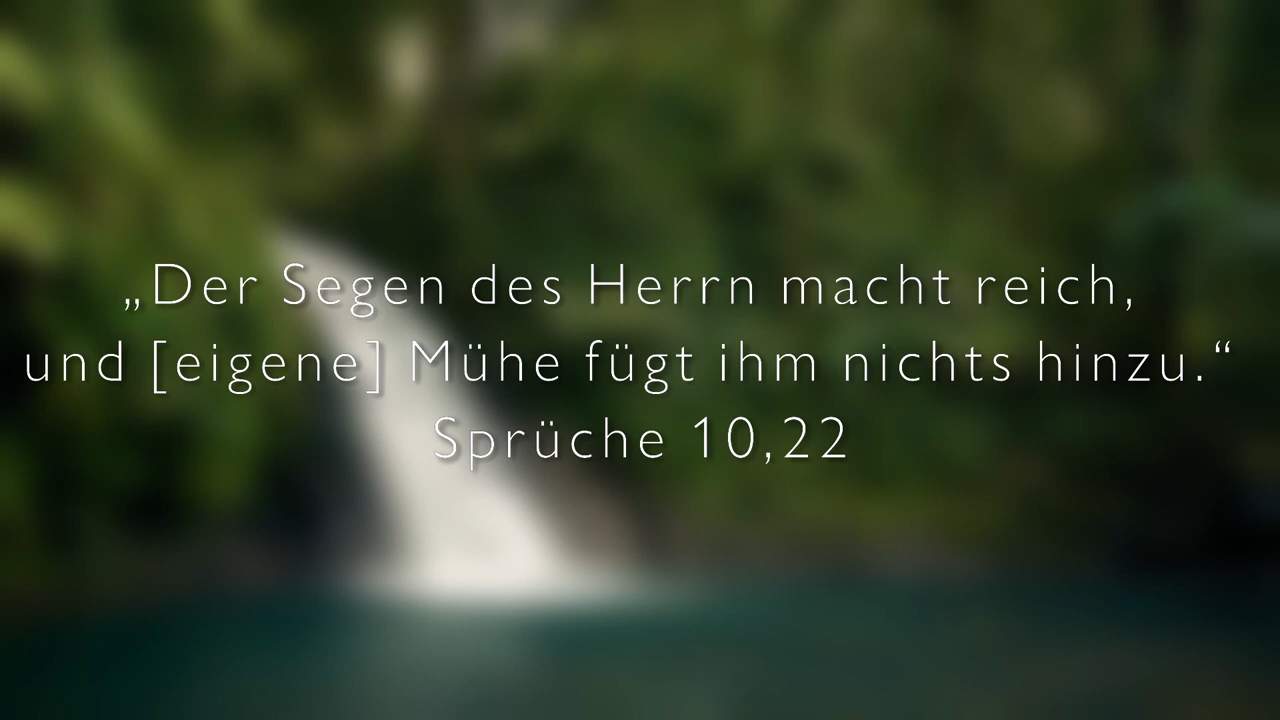 „Der Segen des Herrn macht reich,
und [eigene] Mühe fügt ihm nichts hinzu.“
Sprüche 10,22